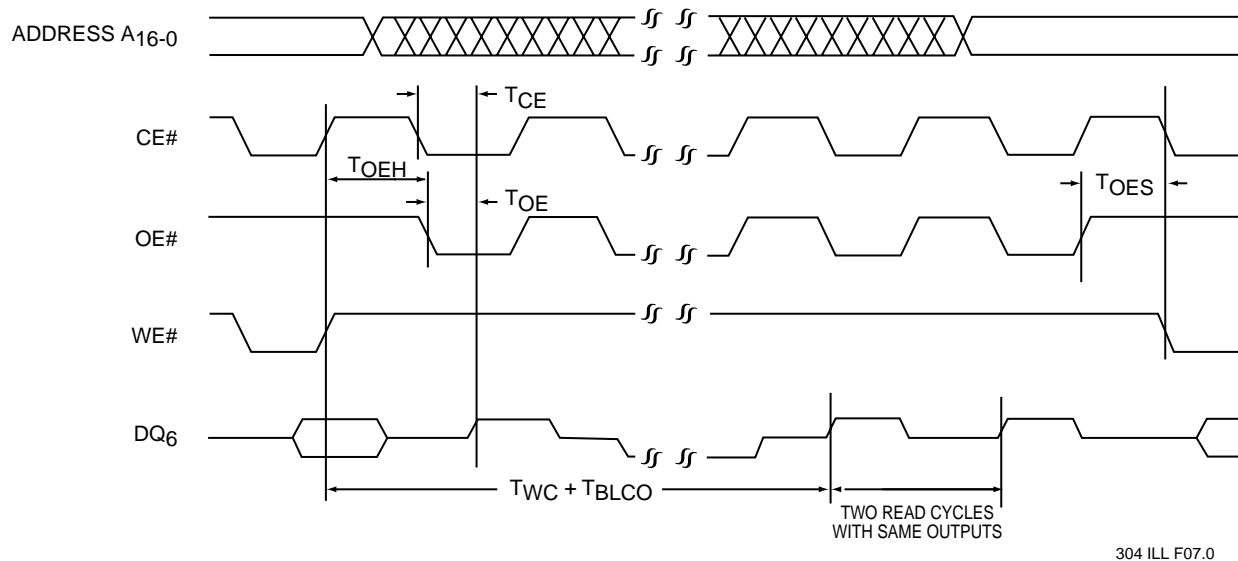 ADDRESS A16-0
TCE
CE#
TOEH
TOE
TOES
OE#
WE#
DQ6
TWC + TBLCO
TWO READ CYCLES
WITH SAME OUTPUTS
304 ILL F07.0